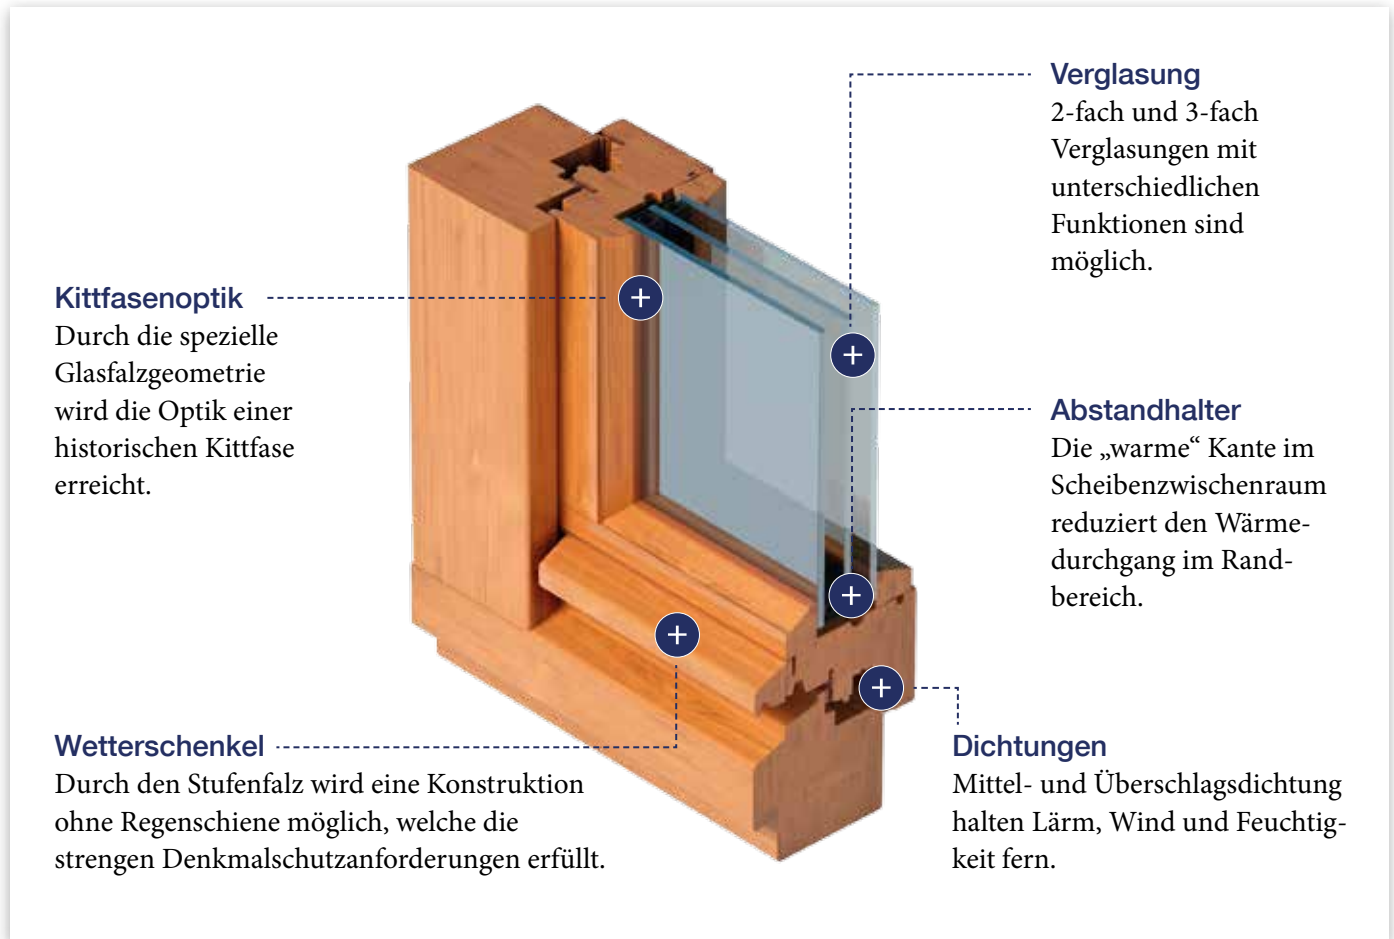 Verglasung
2-fach und 3-fach
Verglasungen mit
unterschiedlichen
Funktionen sind
möglich.
Kittfasenoptik
Durch die spezielle
Glasfalzgeometrie
wird die Optik einer
historischen Kittfase
erreicht.
Abstandhalter
Die „warme“ Kante im
Scheibenzwischenraum
reduziert den Wärme-
durchgang im Rand-
bereich.
Wetterschenkel
Durch den Stufenfalz wird eine Konstruktion
ohne Regenschiene möglich, welche die
strengen Denkmalschutzanforderungen erfüllt.
Dichtungen
Mittel- und Überschlagsdichtung
halten Lärm, Wind und Feuchtig-
keit fern.